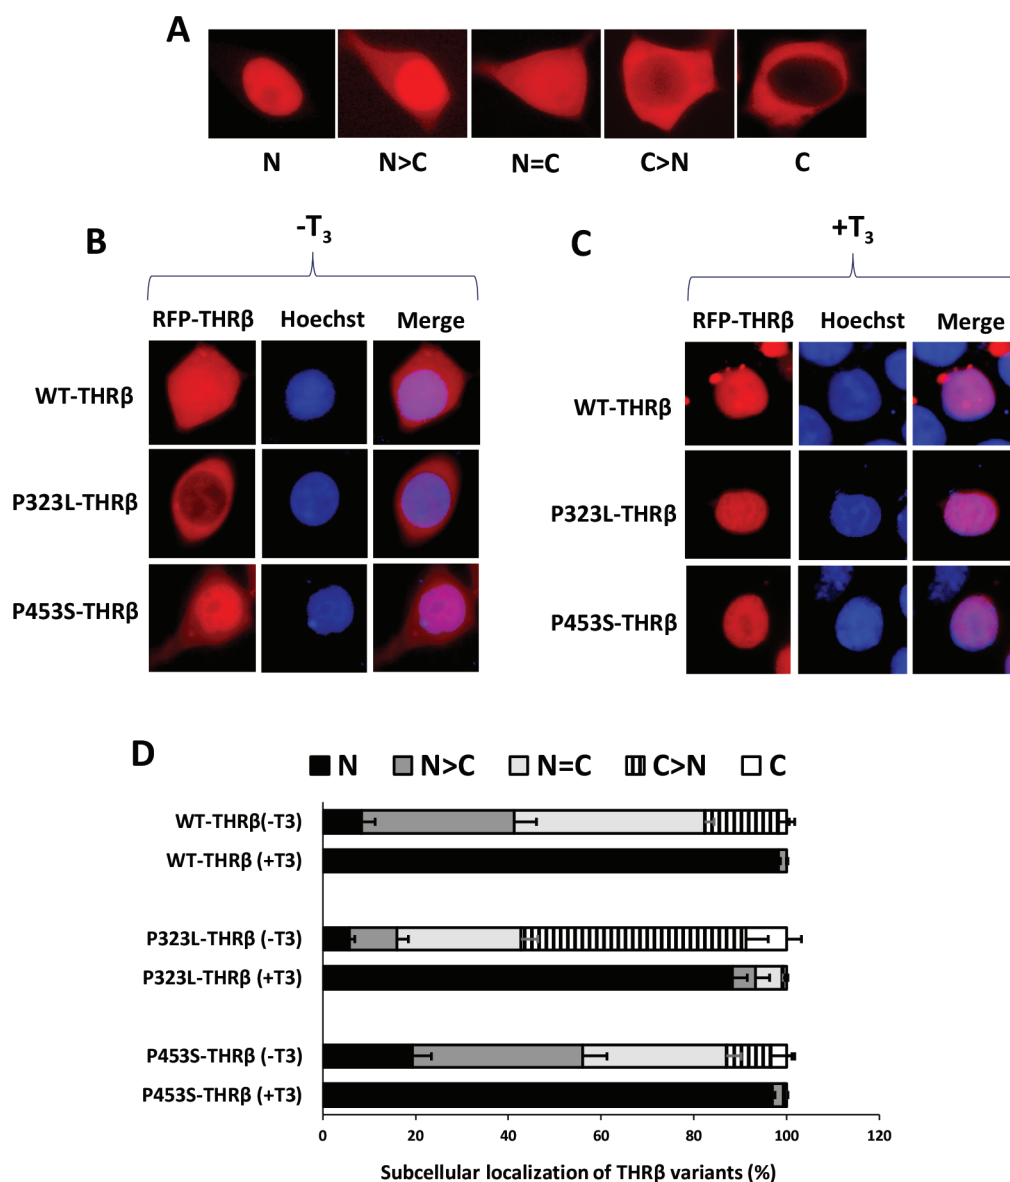 A
N N>C N=C C>N C
B
-T3
RFP-THRβ Hoechst Merge
WT-THRβ
P323L-THRβ
P453S-THRβ
C
+T3
RFP-THRβ Hoechst Merge
WT-THRβ
P323L-THRβ
P453S-THRβ
D
N N>C N=C C>N C
WT-THRβ(-T3)
WT-THRβ (+T3)
P323L-THRβ (-T3)
P323L-THRβ (+T3)
P453S-THRβ (-T3)
P453S-THRβ (+T3)
0 20 40 60 80 100 120
Subcellular localization of THRβ variants (%)